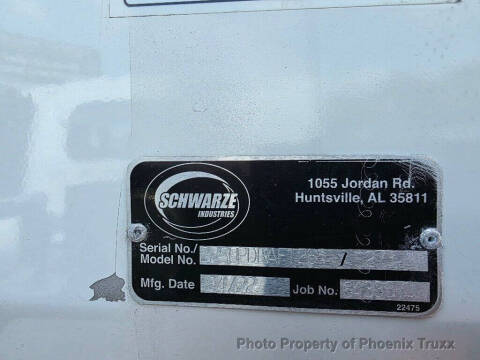 SCHWARZE
INDUSTRIES
1055 Jordan Rd.
Huntsville, AL 35811
Serial No./
Model No. /
Mfg. Date Job No.
22475
Photo Property of Phoenix Truxx